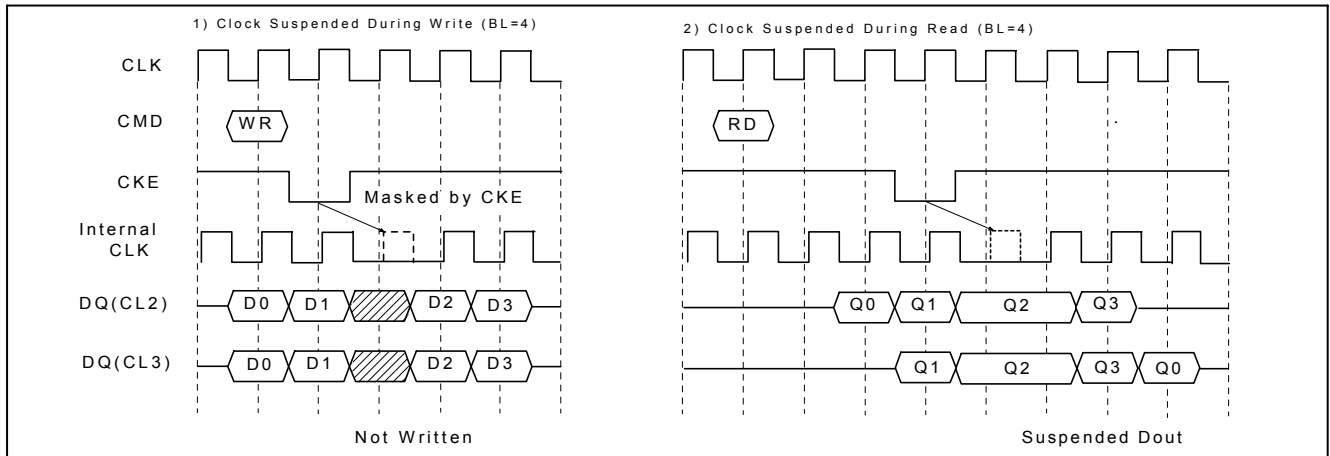 1) Clock Suspended During Write (BL=4)
2) Clock Suspended During Read (BL=4)
CLK
CMD
WR
RD
CKE
Masked by CKE
Internal
CLK
DQ(CL2)
D0
D1
D2
D3
Q0
Q1
Q2
Q3
DQ(CL3)
D0
D1
D2
D3
Q1
Q2
Q3
Q0
Not Written
Suspended Dout